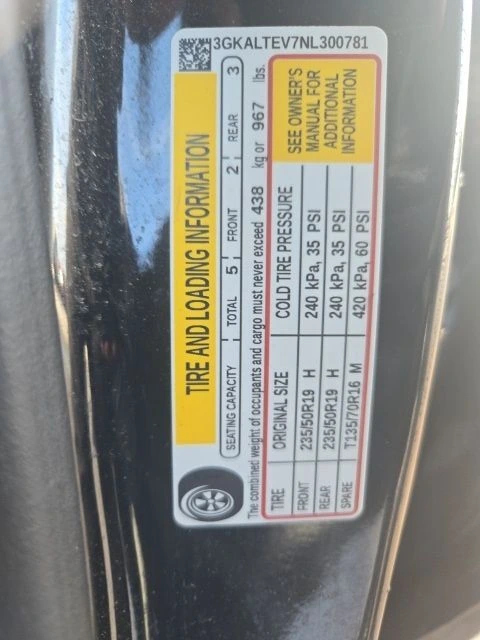 3GKALTEV7NL300781
TIRE AND LOADING INFORMATION
SEATING CAPACITY TOTAL 5 FRONT 2 REAR 3
The combined weight of occupants and cargo must never exceed 438 kg or 967 lbs.
TIRE ORIGINAL SIZE COLD TIRE PRESSURE
FRONT 235/50R19 H 240 kPa, 35 PSI
REAR 235/50R19 H 240 kPa, 35 PSI
SPARE T135/70R16 M 420 kPa, 60 PSI
SEE OWNER'S
MANUAL FOR
ADDITIONAL
INFORMATION